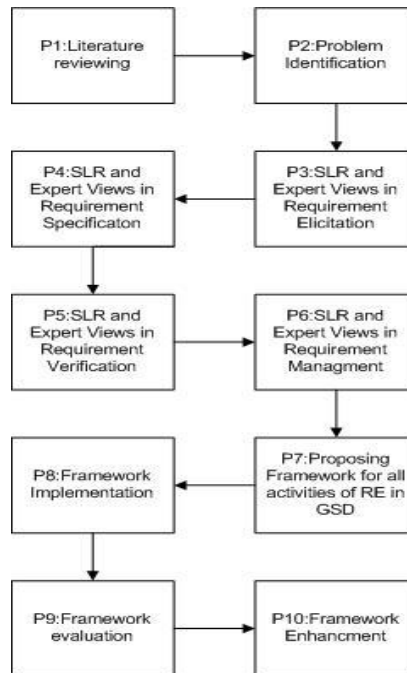 P1:Literature
reviewing
P2:Problem
Identification
P3:SLR and
Expert Views in
Requirement
Elicitation
P4:SLR and
Expert Views in
Requirement
Specificaton
P5:SLR and
Expert Views in
Requirement
Verification
P6:SLR and
Expert Views in
Requirement
Managment
P7:Proposing
Framework for all
activities of RE in
GSD
P8:Framework
Implementation
P9:Framework
evaluation
P10:Framework
Enhancment